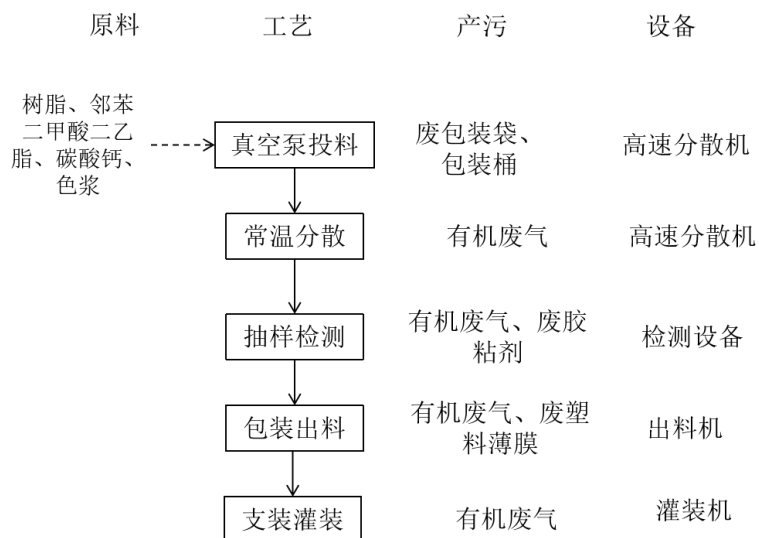 原料 工艺 产污 设备
树脂、邻苯
二甲酸二乙
脂、碳酸钙、
色浆
真空泵投料
废包装袋、
包装桶
高速分散机
常温分散
有机废气
高速分散机
抽样检测
有机废气、废胶
粘剂
检测设备
包装出料
有机废气、废塑
料薄膜
出料机
支装灌装
有机废气
灌装机